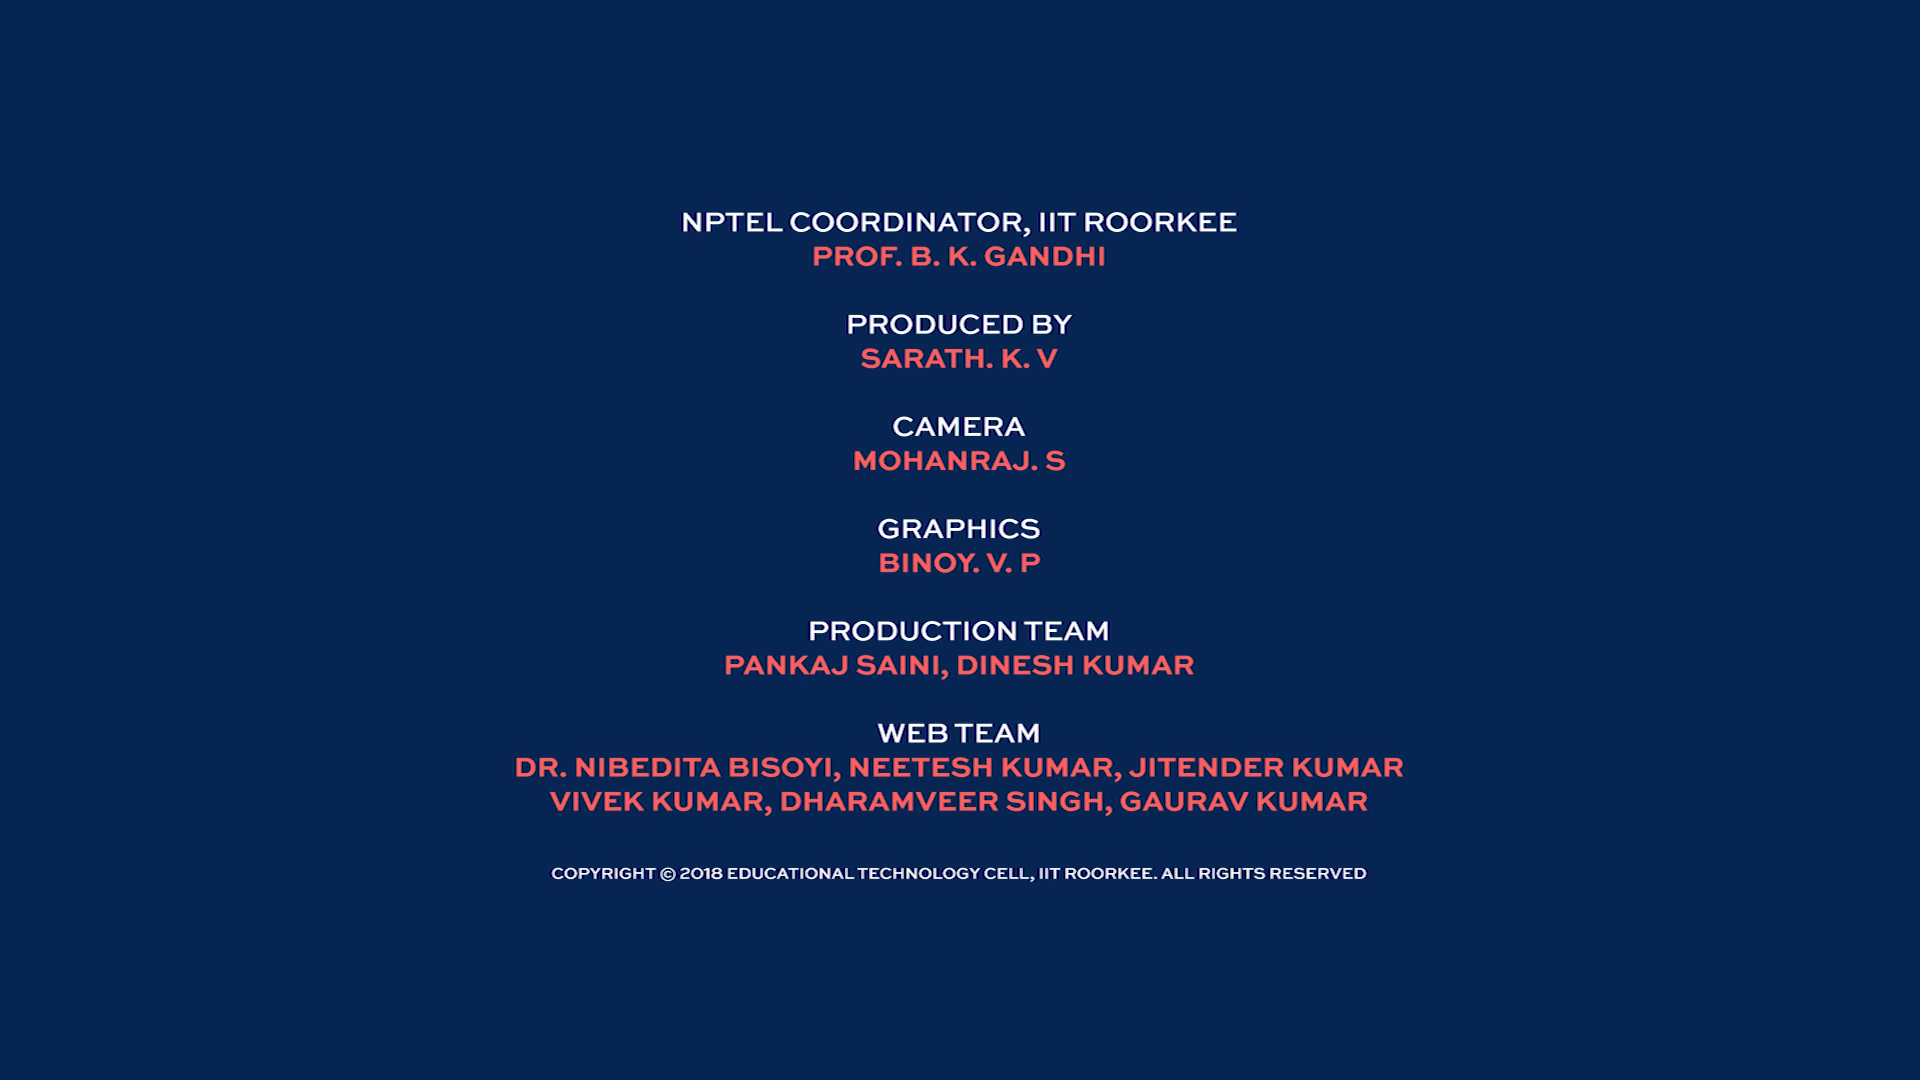 NPTEL COORDINATOR, IIT ROORKEE
PROF. B. K. GANDHI
PRODUCED BY
SARATH. K. V
CAMERA
MOHANRAJ. S
GRAPHICS
BINOY. V. P
PRODUCTION TEAM
PANKAJ SAINI, DINESH KUMAR
WEB TEAM
DR. NIBEDITA BISOYI, NEETESH KUMAR, JITENDER KUMAR
VIVEK KUMAR, DHARAMVEER SINGH, GAURAV KUMAR
COPYRIGHT © 2018 EDUCATIONAL TECHNOLOGY CELL, IIT ROORKEE. ALL RIGHTS RESERVED